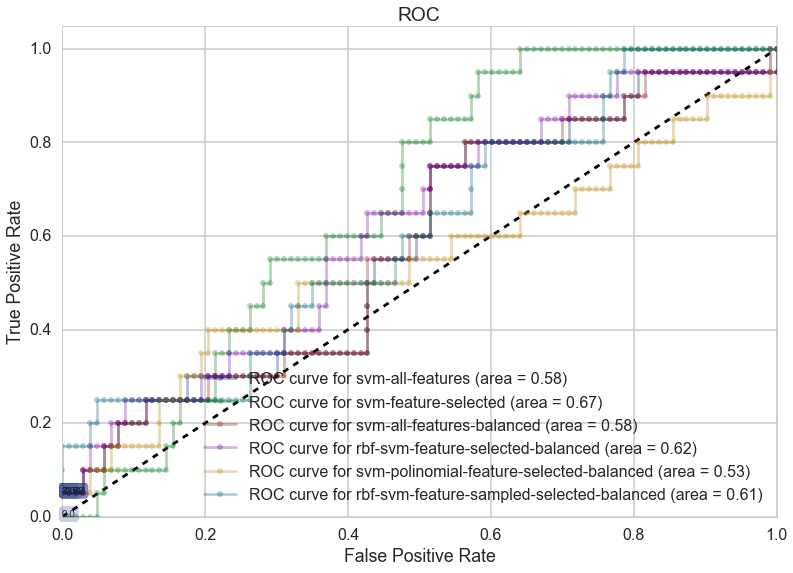 ROC
1.0
0.8
0.6
0.4
0.2
0.0
True Positive Rate
ROC curve for svm-all-features (area = 0.58)
ROC curve for svm-feature-selected (area = 0.67)
ROC curve for svm-all-features-balanced (area = 0.58)
ROC curve for rbf-svm-feature-selected-balanced (area = 0.62)
ROC curve for svm-polinomial-feature-selected-balanced (area = 0.53)
ROC curve for rbf-svm-feature-sampled-selected-balanced (area = 0.61)
0.0
0.0 0.2 0.4 0.6 0.8 1.0
False Positive Rate